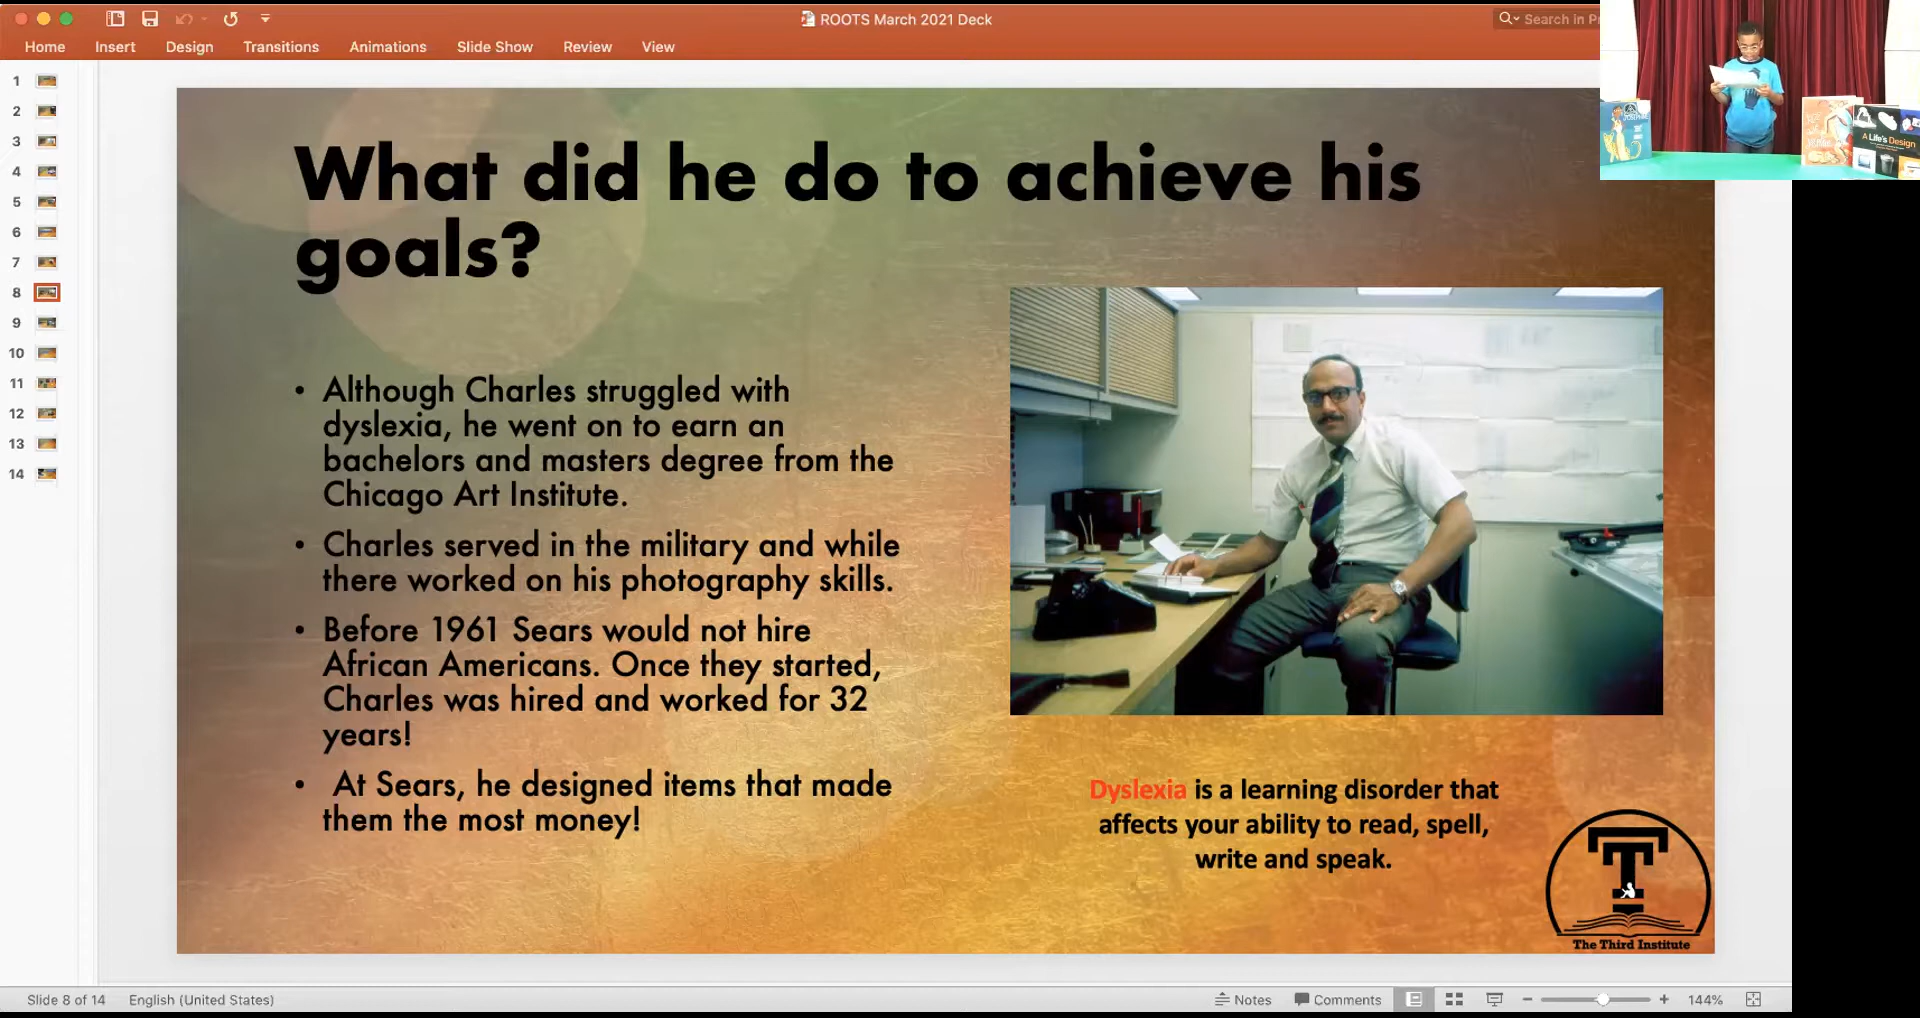 ROOTS March 2021 Deck
Search in Pr
Home Insert Design Transitions Animations Slide Show Review View
1
2
3
4
5
6
7
8
9
10
11
12
13
14
What did he do to achieve his
goals?
• Although Charles struggled with
dyslexia, he went on to earn an
bachelors and masters degree from the
Chicago Art Institute.
• Charles served in the military and while
there worked on his photography skills.
• Before 1961 Sears would not hire
African Americans. Once they started,
Charles was hired and worked for 32
years!
• At Sears, he designed items that made
them the most money!
Dyslexia is a learning disorder that
affects your ability to read, spell,
write and speak.
T
The Third Institute
A Life's Design
Slide 8 of 14 English (United States) Notes Comments 144%